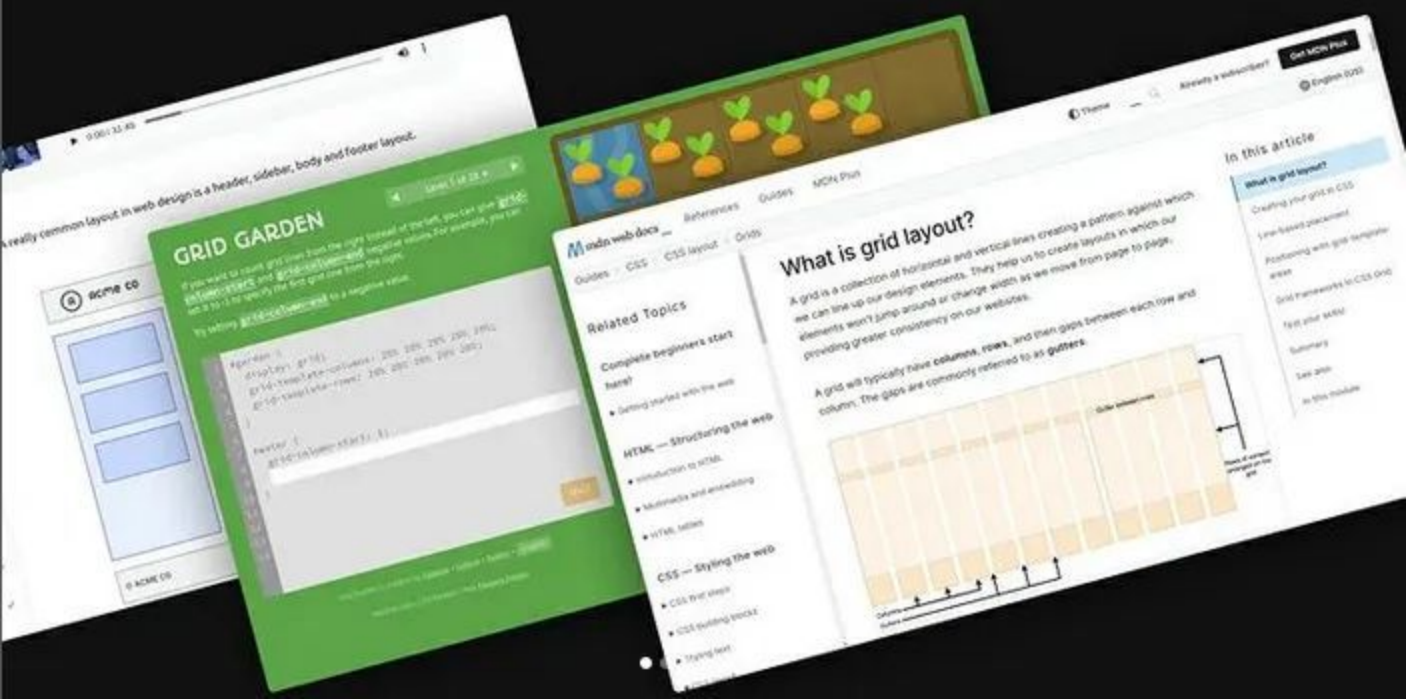 0:00 / 11:45
A really common layout in web design is a header, sidebar, body and footer layout.
acme co
© ACME CO
GRID GARDEN
If you want to count grid lines from the right instead of the left, you can give grid-
column-start and grid-column-end negative values. For example, you can
set it to -1 to specify the first grid line from the right.
Try setting grid-column-end to a negative value.
#garden {
display: grid;
grid-template-columns: 20% 20% 20% 20% 20%;
grid-template-rows: 20% 20% 20% 20% 20%;
}
#water {
grid-column-start: 1;
}
Theme
Already a subscriber?
Get MDN Plus
English (US)
mdn web docs
References
Guides
MDN Plus
Guides
CSS
CSS layout
Grids
Related Topics
Complete beginners start
here!
Getting started with the web
HTML — Structuring the web
Introduction to HTML
Multimedia and embedding
HTML tables
CSS — Styling the web
CSS first steps
CSS building blocks
Styling text
What is grid layout?
A grid is a collection of horizontal and vertical lines creating a pattern against which
we can line up our design elements. They help us to create layouts in which our
elements won't jump around or change width as we move from page to page,
providing greater consistency on our websites.
A grid will typically have columns, rows, and then gaps between each row and
column. The gaps are commonly referred to as gutters.
In this article
What is grid layout?
Creating your grid in CSS
Line-based placement
Positioning with grid-template-
areas
Grid frameworks in CSS Grid
Test your skills!
Summary
See also
In this module